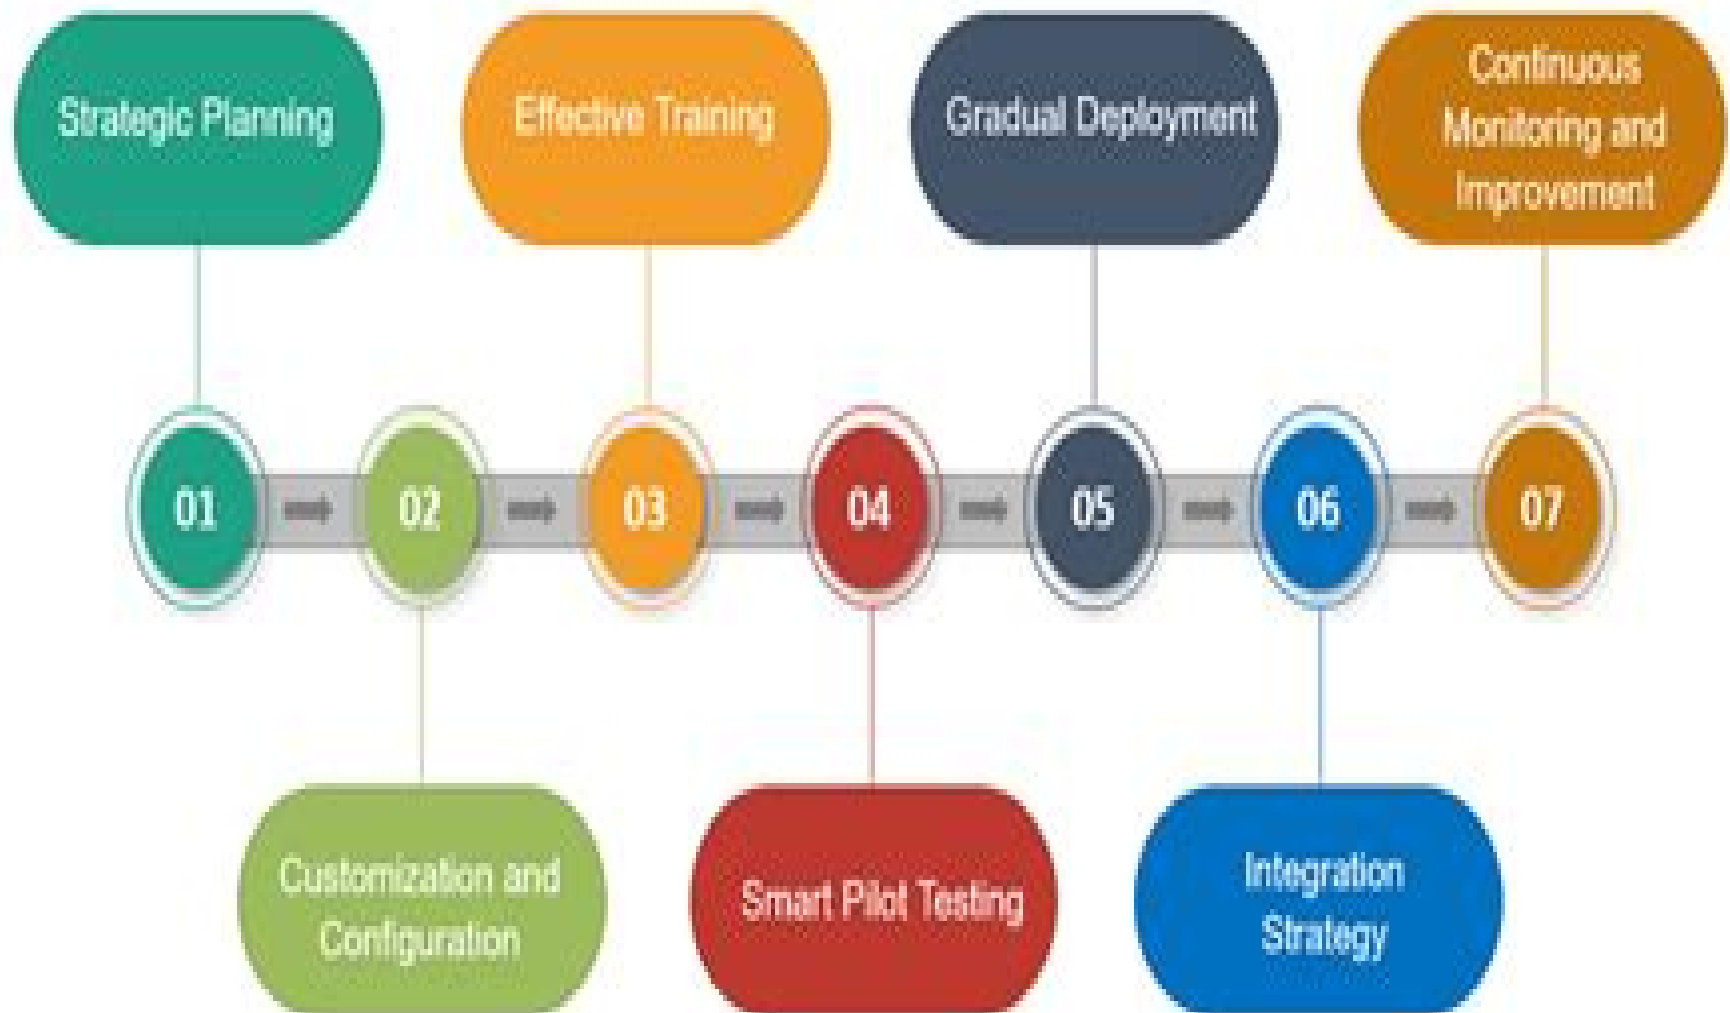 Strategic Planning
Effective Training
Gradual Deployment
Continuous
Monitoring and
Improvement
01
02
03
04
05
06
07
Customization and
Configuration
Smart Pilot Testing
Integration
Strategy